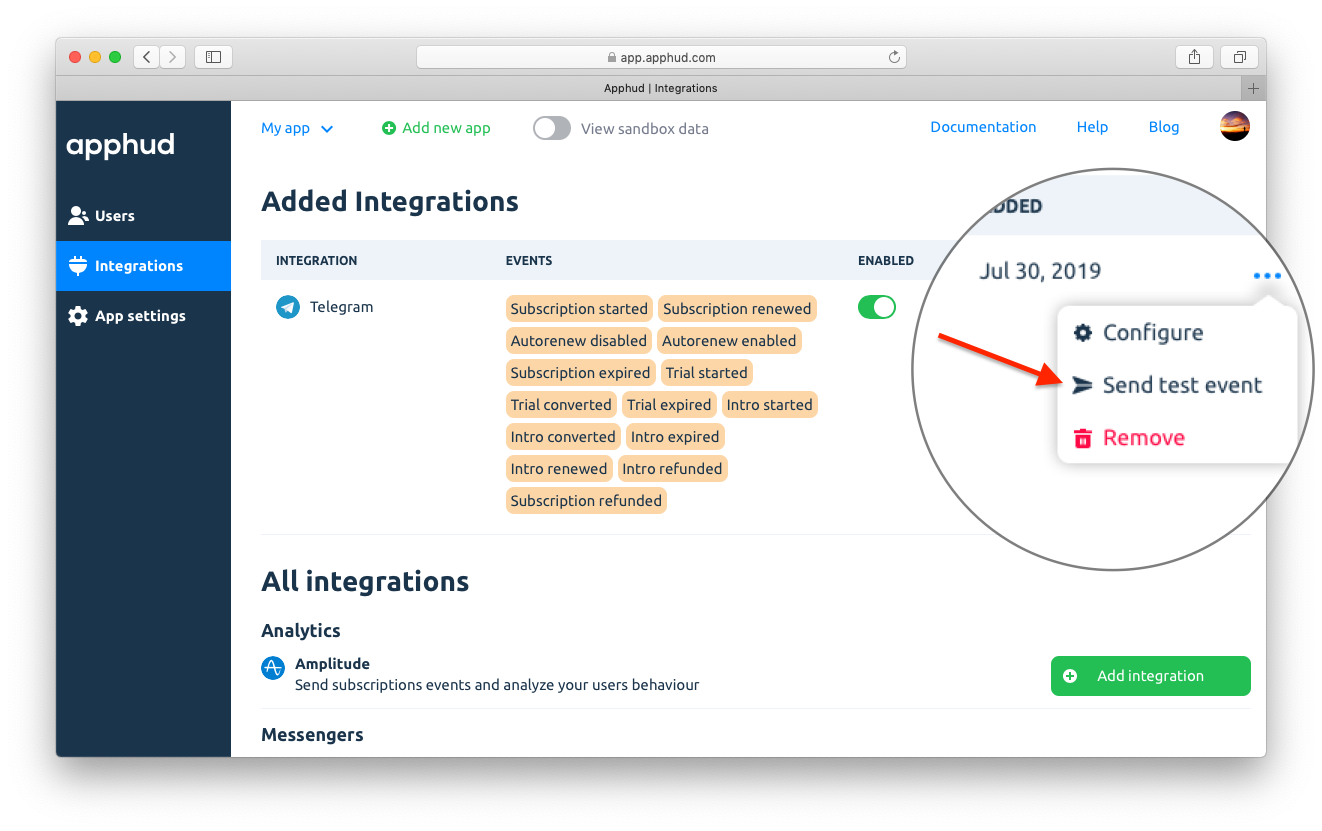 app.apphud.com
Apphud | Integrations
apphud
My app
Add new app
View sandbox data
Documentation
Help
Blog
Users
Integrations
App settings
Added Integrations
INTEGRATION
EVENTS
ENABLED
Telegram
Subscription started Subscription renewed
Autorenew disabled Autorenew enabled
Subscription expired Trial started
Trial converted Trial expired Intro started
Intro converted Intro expired
Intro renewed Intro refunded
Subscription refunded
Jul 30, 2019
Configure
Send test event
Remove
All integrations
Analytics
Amplitude
Send subscriptions events and analyze your users behaviour
Add integration
Messengers